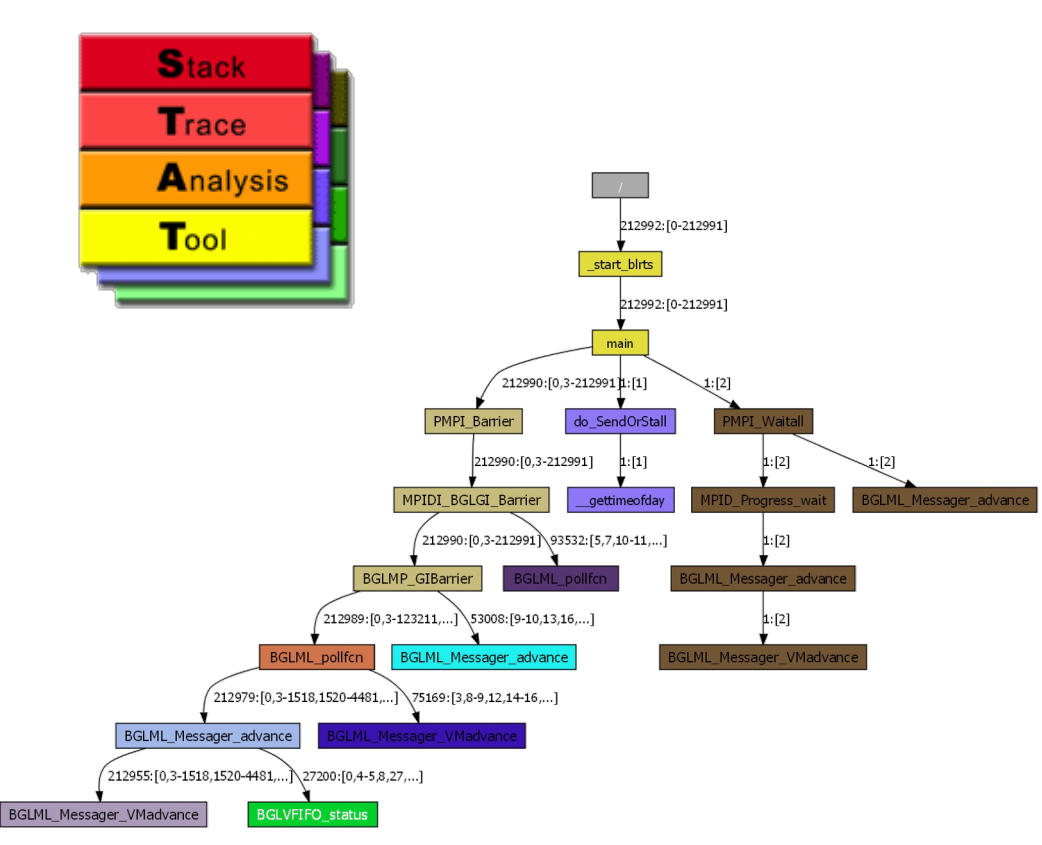 Stack
Trace
Analysis
Tool
/
212992:[0-212991]
_start_blrts
212992:[0-212991]
main
212990:[0,3-212991]
1:[1]
1:[2]
PMPI_Barrier
do_SendOrStall
PMPI_Waitall
212990:[0,3-212991]
1:[1]
1:[2]
1:[2]
MPIDI_BGLGI_Barrier
__gettimeofday
MPID_Progress_wait
BGLML_Messager_advance
212990:[0,3-212991]
93532:[5,7,10-11,...]
1:[2]
BGLMP_GIBarrier
BGLML_pollfcn
BGLML_Messager_advance
212989:[0,3-123211,...]
53008:[9-10,13,16,...]
1:[2]
BGLML_pollfcn
BGLML_Messager_advance
BGLML_Messager_VMadvance
212979:[0,3-1518,1520-4481,...]
75169:[3,8-9,12,14-16,...]
BGLML_Messager_advance
BGLML_Messager_VMadvance
212955:[0,3-1518,1520-4481,...]
27200:[0,4-5,8,27,...]
BGLML_Messager_VMadvance
BGLVFIFO_status